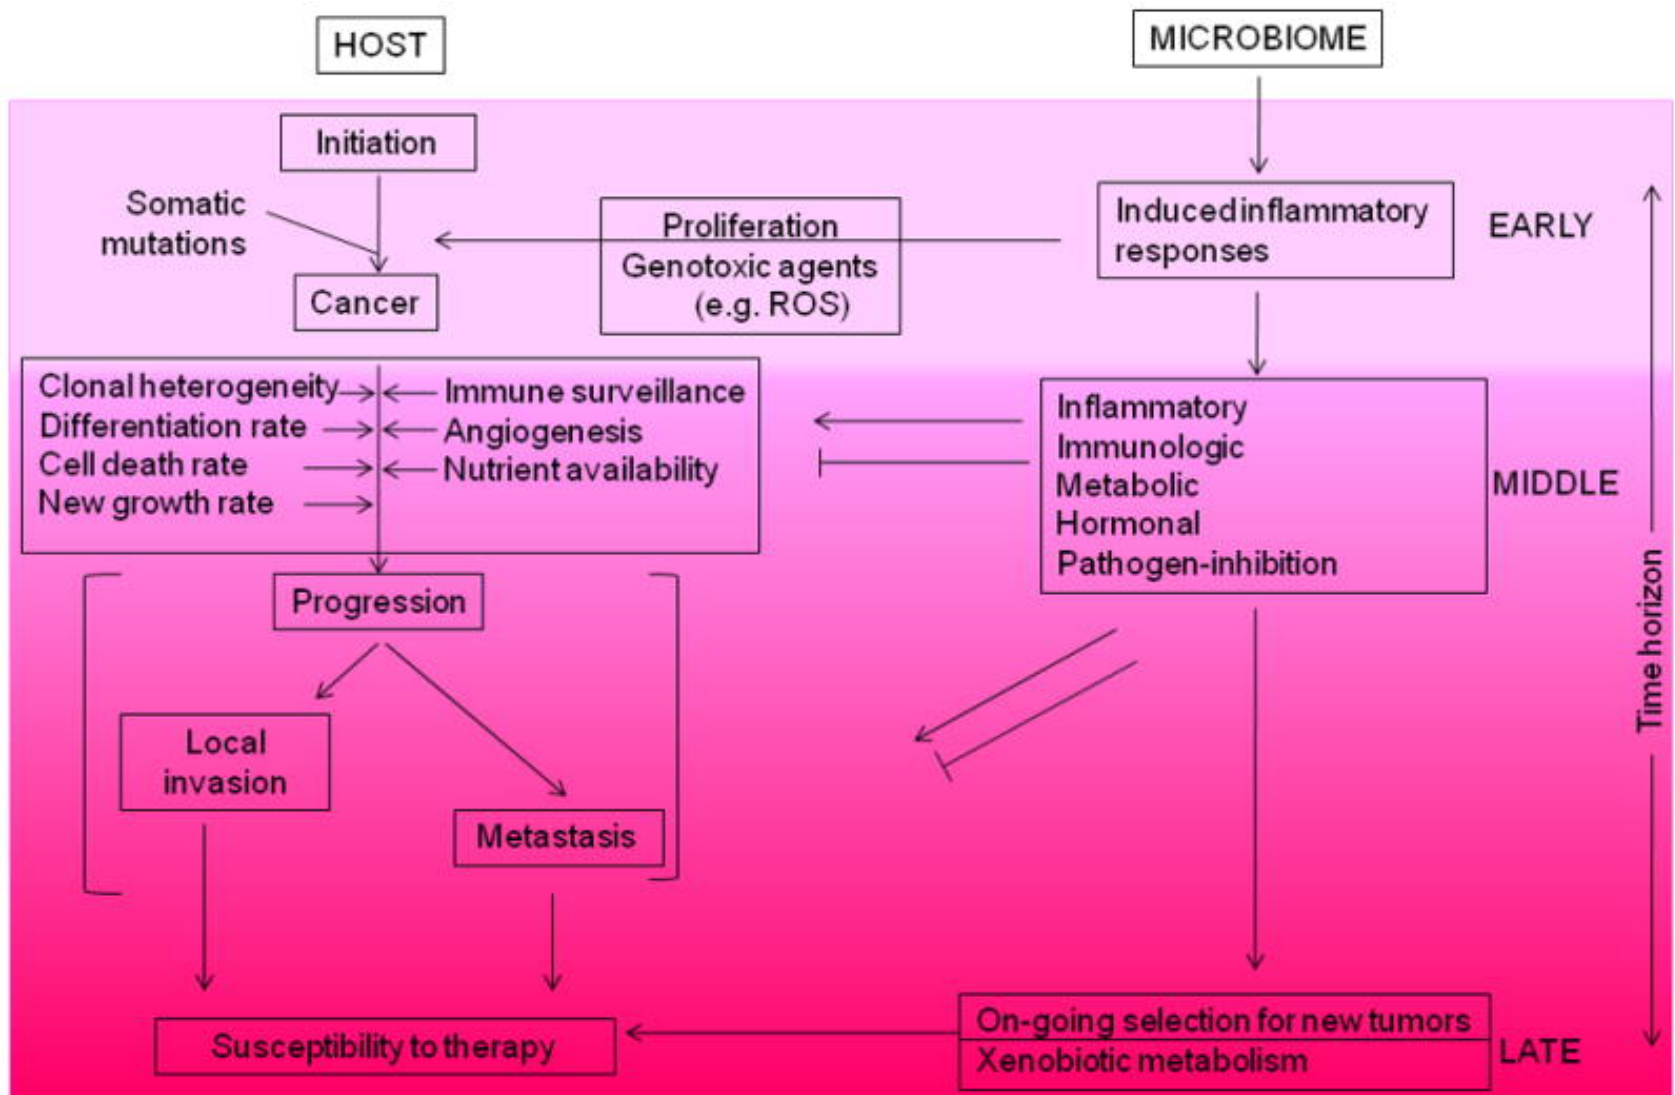 HOST
MICROBIOME
Initiation
Somatic
mutations
Cancer
Proliferation
Genotoxic agents
(e.g. ROS)
Induced inflammatory
responses
EARLY
Clonal heterogeneity
Differentiation rate
Cell death rate
New growth rate
Immune surveillance
Angiogenesis
Nutrient availability
Inflammatory
Immunologic
Metabolic
Hormonal
Pathogen-inhibition
MIDDLE
Time horizon
Progression
Local
invasion
Metastasis
Susceptibility to therapy
On-going selection for new tumors
Xenobiotic metabolism
LATE